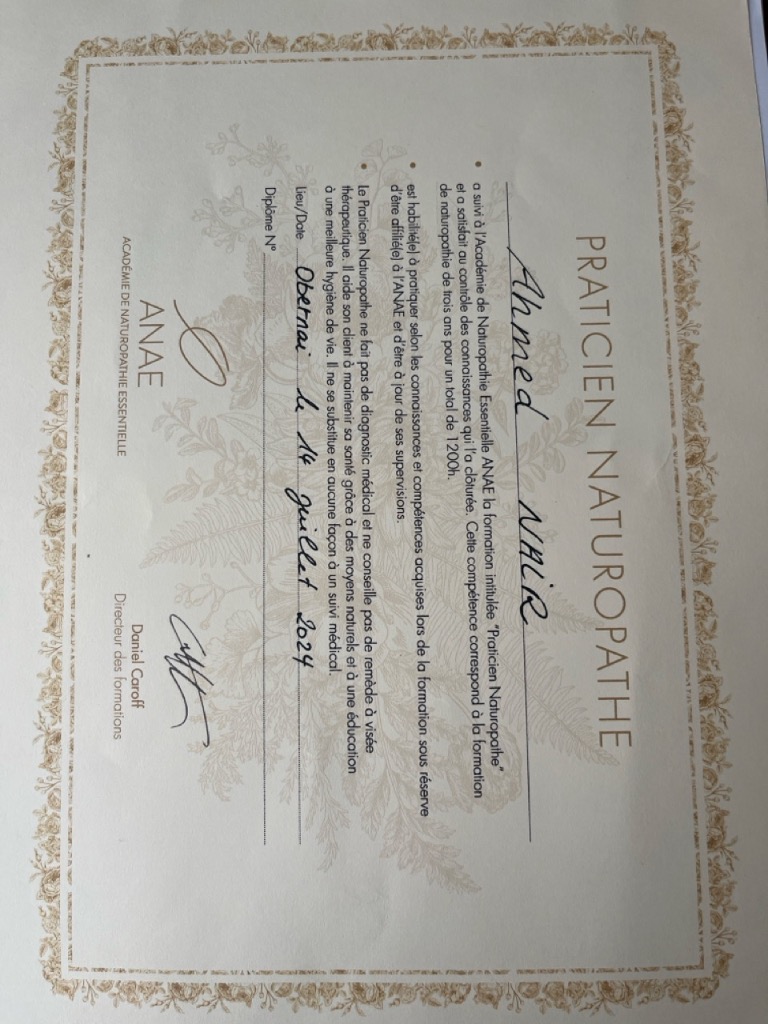 PRATICIEN NATUROPATHE
Ahmed NAIR
• a suivi à l'Académie de Naturopathie Essentielle ANAE la formation intitulée "Praticien Naturopathe"
et a satisfait au contrôle des connaissances qui l'a clôturée. Cette compétence correspond à la formation
de naturopathie de trois ans pour un total de 1200h.
• est habilité(e) à pratiquer selon les connaissances et compétences acquises lors de la formation sous réserve
d'être affilié(e) à l'ANAE et d'être à jour de ses supervisions.
• le Praticien Naturopathe ne fait pas de diagnostic médical et ne conseille pas de remède à visée
thérapeutique. Il aide son client à maintenir sa santé grâce à des moyens naturels et à une éducation
à une meilleure hygiène de vie. Il ne se substitue en aucune façon à un suivi médical.
Lieu/Date Obernai le 14 juillet 2024
Diplôme N°
ANAE
ACADÉMIE DE NATUROPATHIE ESSENTIELLE
Daniel Caroff
Directeur des formations